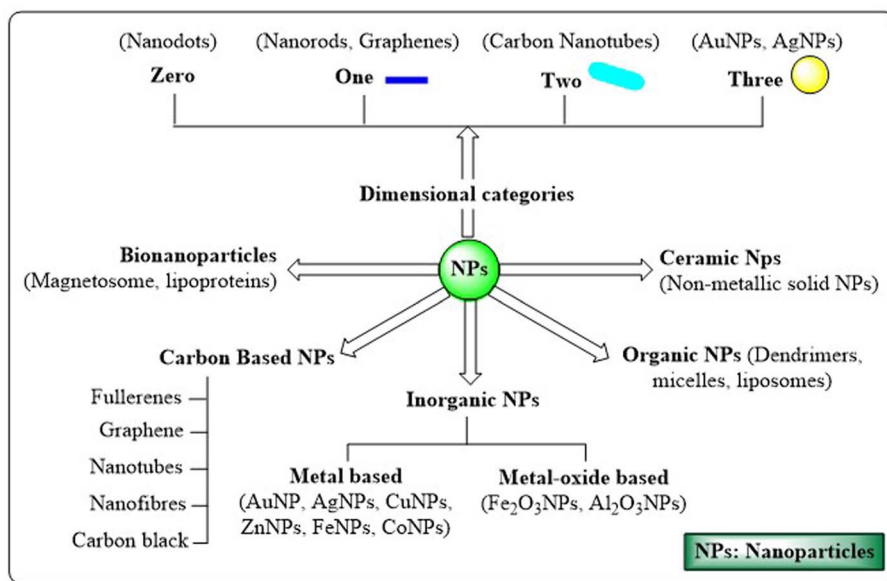 (Nanodots) (Nanorods, Graphenes) (Carbon Nanotubes) (AuNPs, AgNPs)
Zero One Two Three
Dimensional categories
Bionanoparticles
(Magnetosome, lipoproteins)
NPs
Ceramic Nps
(Non-metallic solid NPs)
Carbon Based NPs
Fullerenes
Graphene
Nanotubes
Nanofibres
Carbon black
Organic NPs (Dendrimers,
micelles, liposomes)
Inorganic NPs
Metal based
(AuNP, AgNPs, CuNPs,
ZnNPs, FeNPs, CoNPs)
Metal-oxide based
(Fe₂O₃NPs, Al₂O₃NPs)
NPs: Nanoparticles